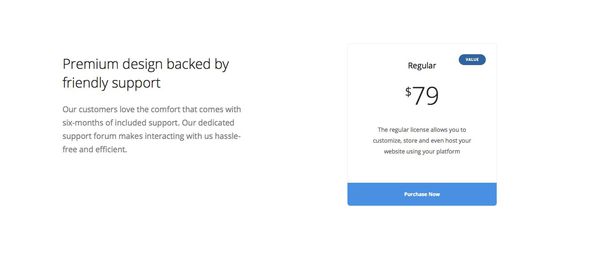 Premium design backed by
friendly support
Our customers love the comfort that comes with
six-months of included support. Our dedicated
support forum makes interacting with us hassle-
free and efficient.
VALUE
Regular
$79
The regular license allows you to
customize, store and even host your
website using your platform
Purchase Now